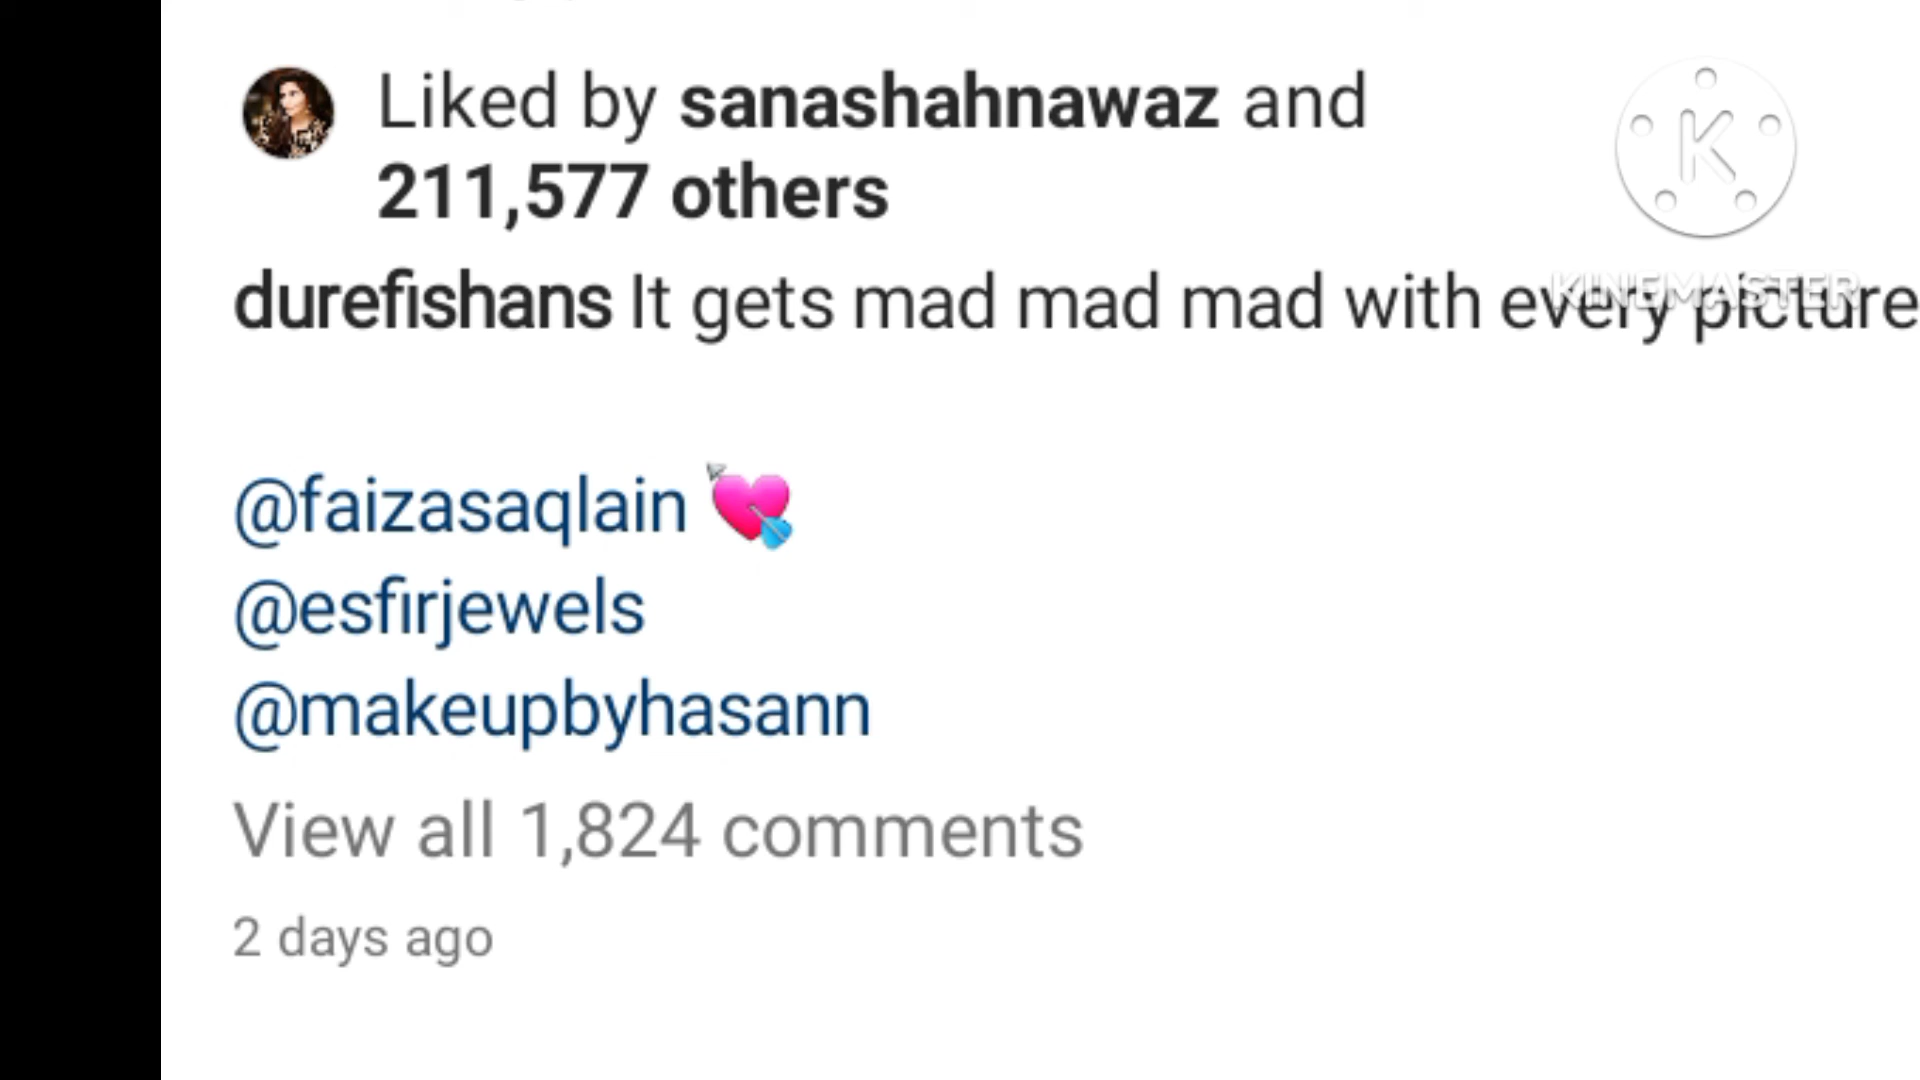 Liked by sanashahnawaz and
211,577 others
durefishans It gets mad mad mad with every picture
@faizasaqlain 💘
@esfirjewels
@makeupbyhasann
View all 1,824 comments
2 days ago
K
KINEMASTER